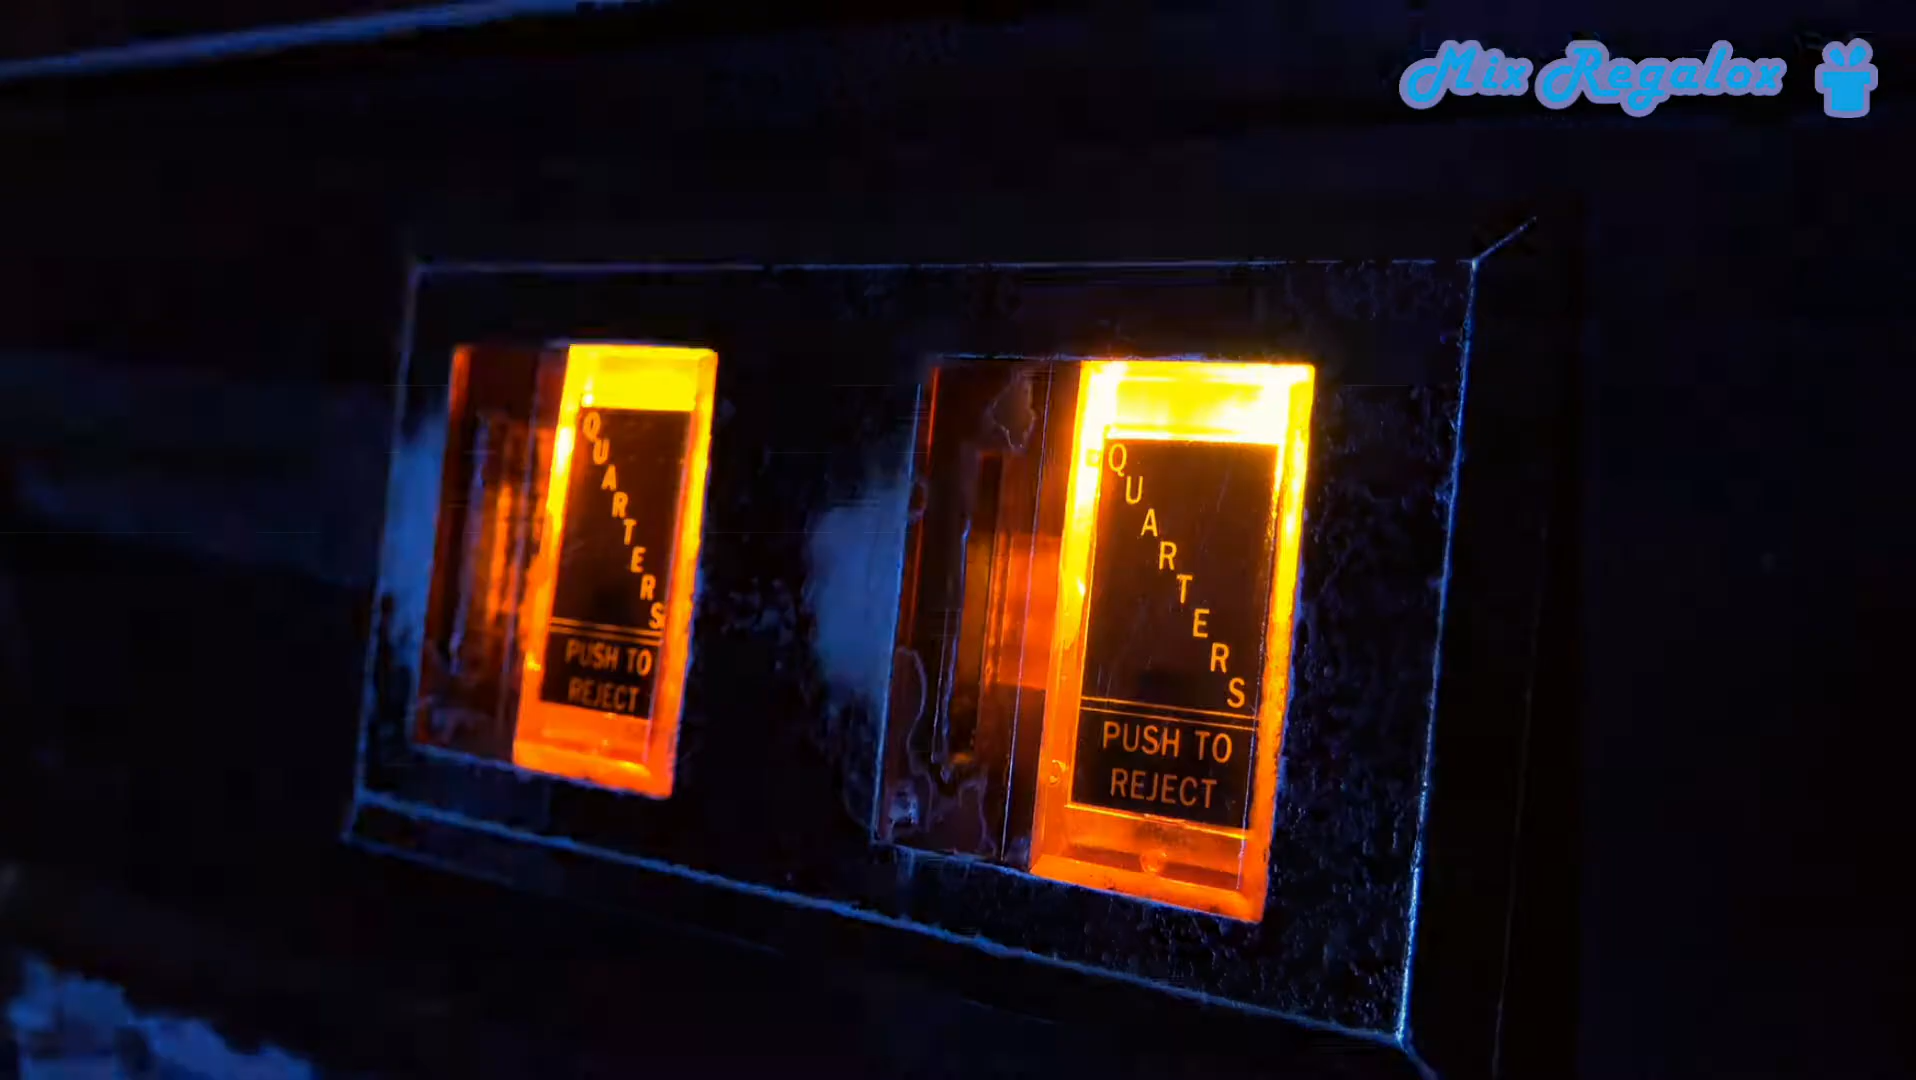 Mix Regalox
QUARTERS
PUSH TO
REJECT
QUARTERS
PUSH TO
REJECT